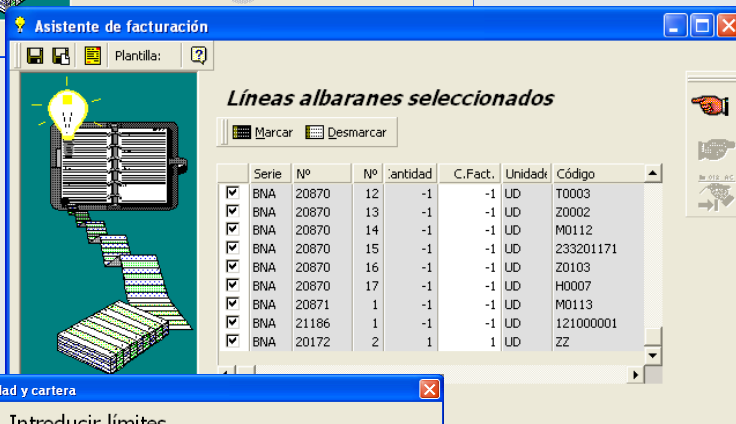 Asistente de facturación
Plantilla:
Líneas albaranes seleccionados
Marcar Desmarcar
Serie Nº Nº Cantidad C.Fact. Unidade Código
BNA 20870 12 -1 -1 UD T0003
BNA 20870 13 -1 -1 UD Z0002
BNA 20870 14 -1 -1 UD M0112
BNA 20870 15 -1 -1 UD 233201171
BNA 20870 16 -1 -1 UD Z0103
BNA 20870 17 -1 -1 UD H0007
BNA 20871 1 -1 -1 UD M0113
BNA 21186 1 -1 -1 UD 121000001
BNA 20172 2 1 1 UD ZZ
dad y cartera
Introducir límites